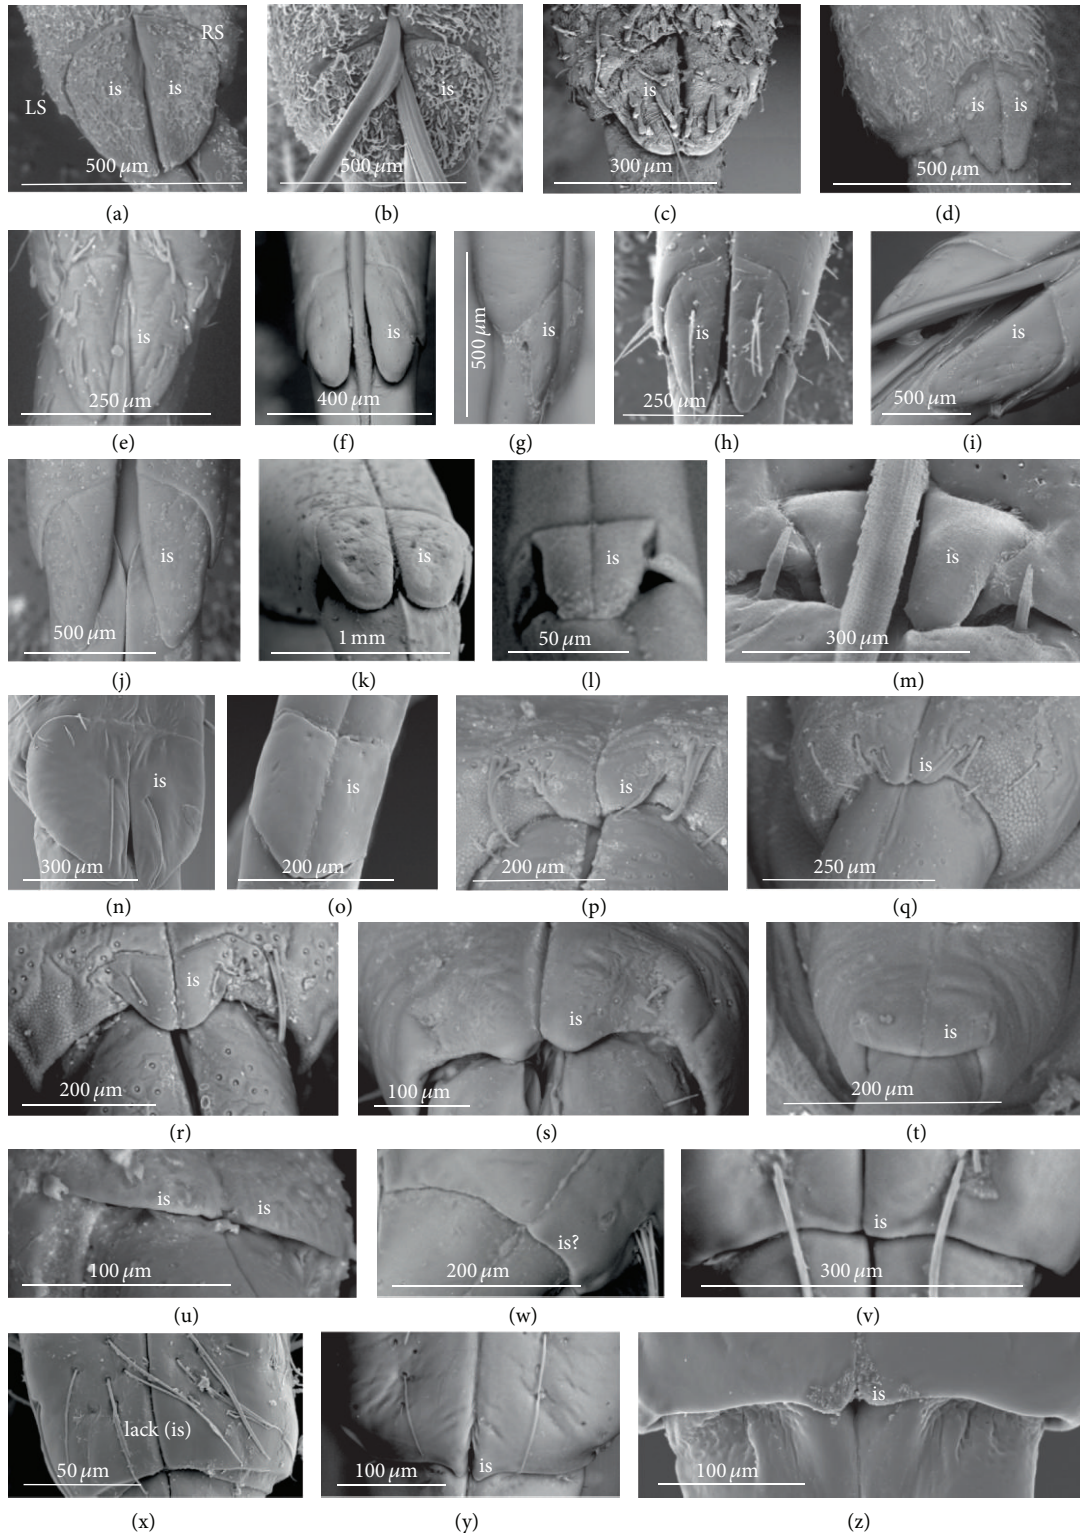 RS
is is
LS
500 µm
(a)
is
500 µm
(b)
is
300 µm
(c)
is is
500 µm
(d)
is
250 µm
(e)
is
400 µm
(f)
500 µm
is
(g)
is
250 µm
(h)
is
500 µm
(i)
is
500 µm
(j)
is
1 mm
(k)
is
50 µm
(l)
is
300 µm
(m)
is
300 µm
(n)
is
200 µm
(o)
is
200 µm
(p)
is
250 µm
(q)
is
200 µm
(r)
is
100 µm
(s)
is
200 µm
(t)
is is
100 µm
(u)
is?
200 µm
(w)
is
300 µm
(v)
lack (is)
50 µm
(x)
is
100 µm
(y)
is
100 µm
(z)